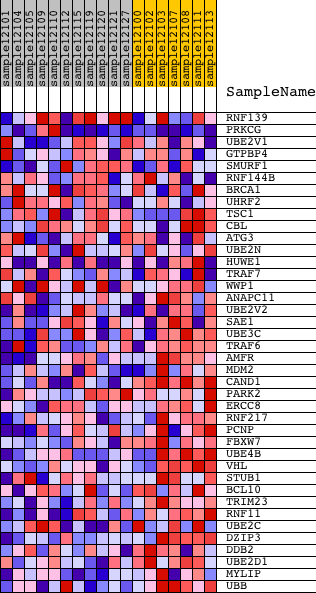 sample12101
sample12104
sample12105
sample12109
sample12110
sample12112
sample12115
sample12119
sample12120
sample12121
sample12127
sample12100
sample12102
sample12103
sample12107
sample12108
sample12111
sample12113
SampleName
RNF139
PRKCG
UBE2V1
GTPBP4
SMURF1
RNF144B
BRCA1
UHRF2
TSC1
CBL
ATG3
UBE2N
HUWE1
TRAF7
WWP1
ANAPC11
UBE2V2
SAE1
UBE3C
TRAF6
AMFR
MDM2
CAND1
PARK2
ERCC8
RNF217
PCNP
FBXW7
UBE4B
VHL
STUB1
BCL10
TRIM23
RNF11
UBE2C
DZIP3
DDB2
UBE2D1
MYLIP
UBB